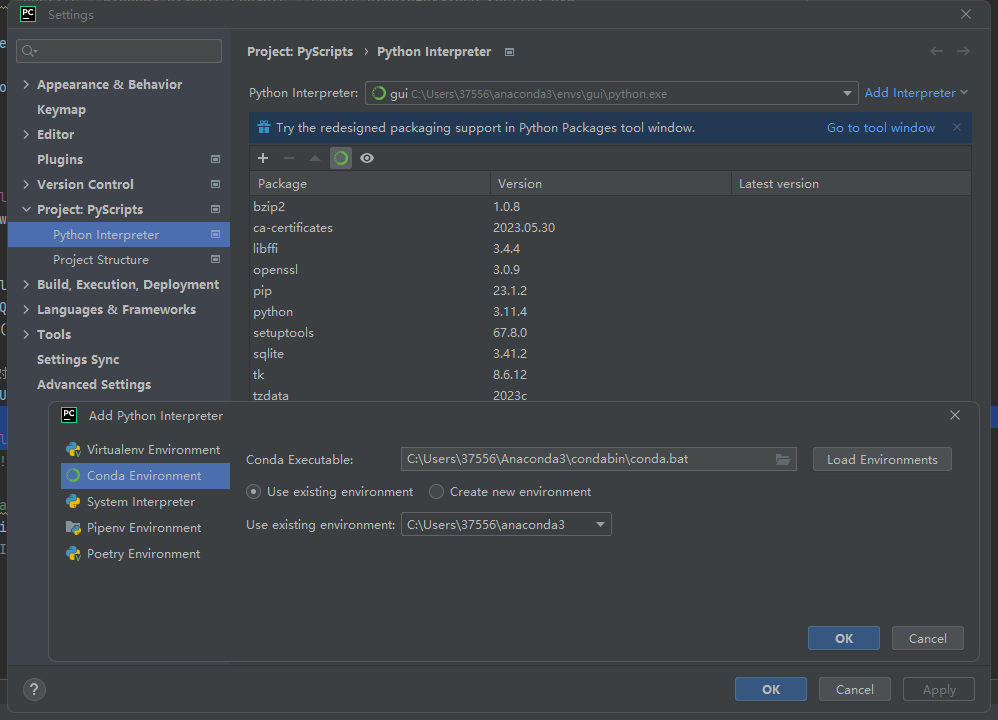 PC Settings
Project: PyScripts › Python Interpreter
Appearance & Behavior
Keymap
Editor
Plugins
Version Control
Project: PyScripts
Python Interpreter
Project Structure
Build, Execution, Deployment
Languages & Frameworks
Tools
Settings Sync
Advanced Settings
Python Interpreter: gui C:\Users\37556\anaconda3\envs\gui\python.exe Add Interpreter
Try the redesigned packaging support in Python Packages tool window. Go to tool window
Package Version Latest version
bzip2 1.0.8
ca-certificates 2023.05.30
libffi 3.4.4
openssl 3.0.9
pip 23.1.2
python 3.11.4
setuptools 67.8.0
sqlite 3.41.2
tk 8.6.12
tzdata 2023c
PC Add Python Interpreter
Virtualenv Environment
Conda Environment
System Interpreter
Pipenv Environment
Poetry Environment
Conda Executable: C:\Users\37556\Anaconda3\condabin\conda.bat Load Environments
Use existing environment Create new environment
Use existing environment: C:\Users\37556\anaconda3
OK Cancel
? OK Cancel Apply